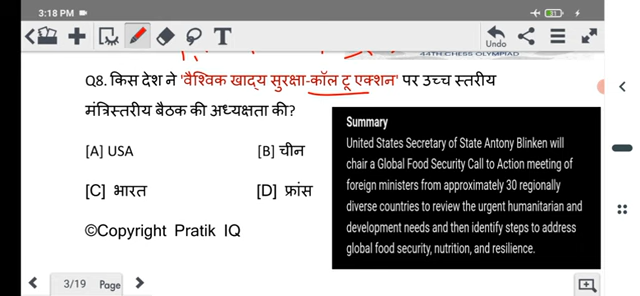 3:18 PM
31
T
Undo
44TH CHESS OLYMPIAD
Q8. किस देश ने 'वैश्विक खाद्य सुरक्षा-कॉल टू एक्शन' पर उच्च स्तरीय
मंत्रिस्तरीय बैठक की अध्यक्षता की?
[A] USA [B] चीन
[C] भारत [D] फ्रांस
©Copyright Pratik IQ
Summary
United States Secretary of State Antony Blinken will
chair a Global Food Security Call to Action meeting of
foreign ministers from approximately 30 regionally
diverse countries to review the urgent humanitarian and
development needs and then identify steps to address
global food security, nutrition, and resilience.
3/19 Page